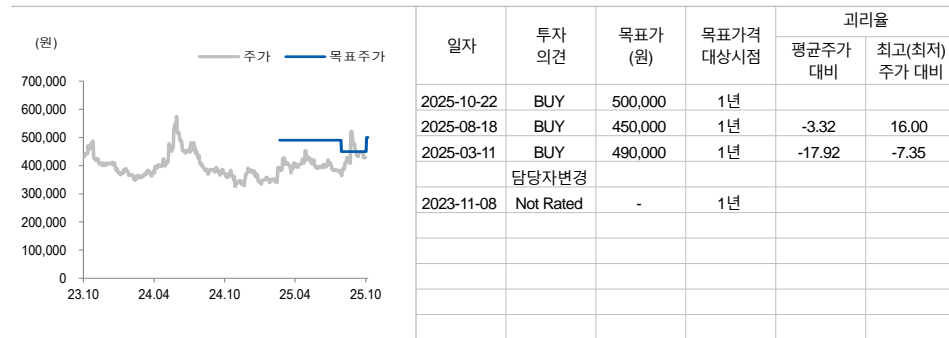 (원)
주가 목표주가
700,000
600,000
500,000
400,000
300,000
200,000
100,000
0
23.10 24.04 24.10 25.04 25.10
일자 투자 의견 목표가 (원) 목표가격 대상시점 괴리율
평균주가 대비 최고(최저) 주가 대비
2025-10-22 BUY 500,000 1년
2025-08-18 BUY 450,000 1년 -3.32 16.00
2025-03-11 BUY 490,000 1년 -17.92 -7.35
담당자변경
2023-11-08 Not Rated - 1년